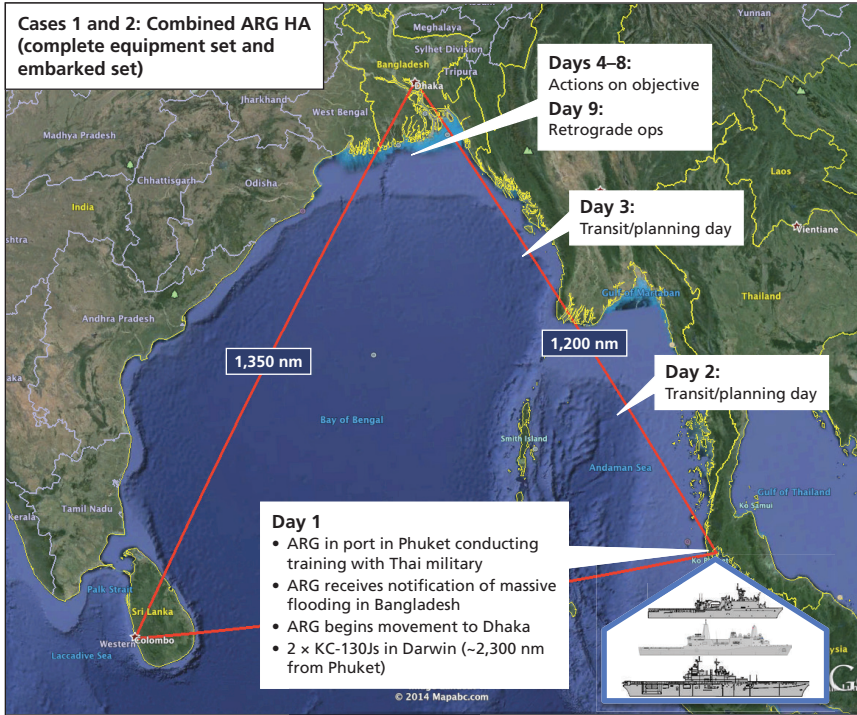 Cases 1 and 2: Combined ARG HA
(complete equipment set and
embarked set)
Meghalaya
Sylhet Division
Bangladesh
Tripura
Dhaka
West Bengal
Jharkhand
Madhya Pradesh
Chhattisgarh
Odisha
India
shtra
Andhra Pradesh
aka
Tamil Nadu
Kerala
Yunnan
Laos
Vientiane
Thailand
Days 4–8:
Actions on objective
Day 9:
Retrograde ops
Day 3:
Transit/planning day
Gulf of Martaban
1,350 nm
1,200 nm
Day 2:
Transit/planning day
Bay of Bengal
Smith Island
Andaman Sea
Gulf of Thailand
Ko Samui
Day 1
• ARG in port in Phuket conducting
training with Thai military
• ARG receives notification of massive
flooding in Bangladesh
• ARG begins movement to Dhaka
• 2 × KC-130Js in Darwin (~2,300 nm
from Phuket)
Palk Strait
Sri Lanka
Western
Colombo
Laccadive Sea
Ko Phuket
ysia
G
© 2014 Mapabc.com